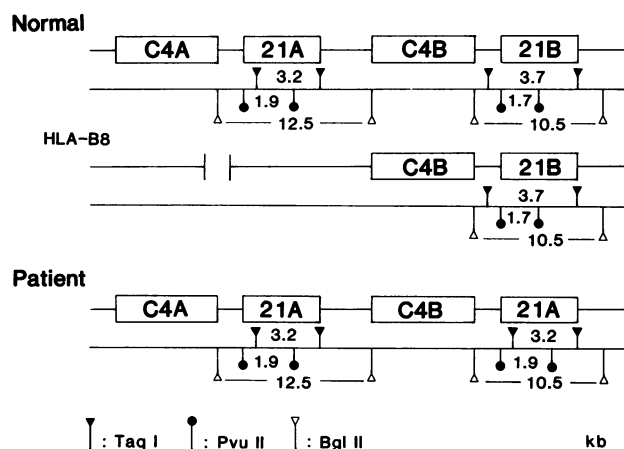 Normal
C4A 21A C4B 21B
3.2 3.7
1.9 1.7
12.5 10.5
HLA-B8
C4B 21B
3.7
1.7
10.5
Patient
C4A 21A C4B 21A
3.2 3.2
1.9 1.9
12.5 10.5
: Taq I : Pvu II : Bgl II kb